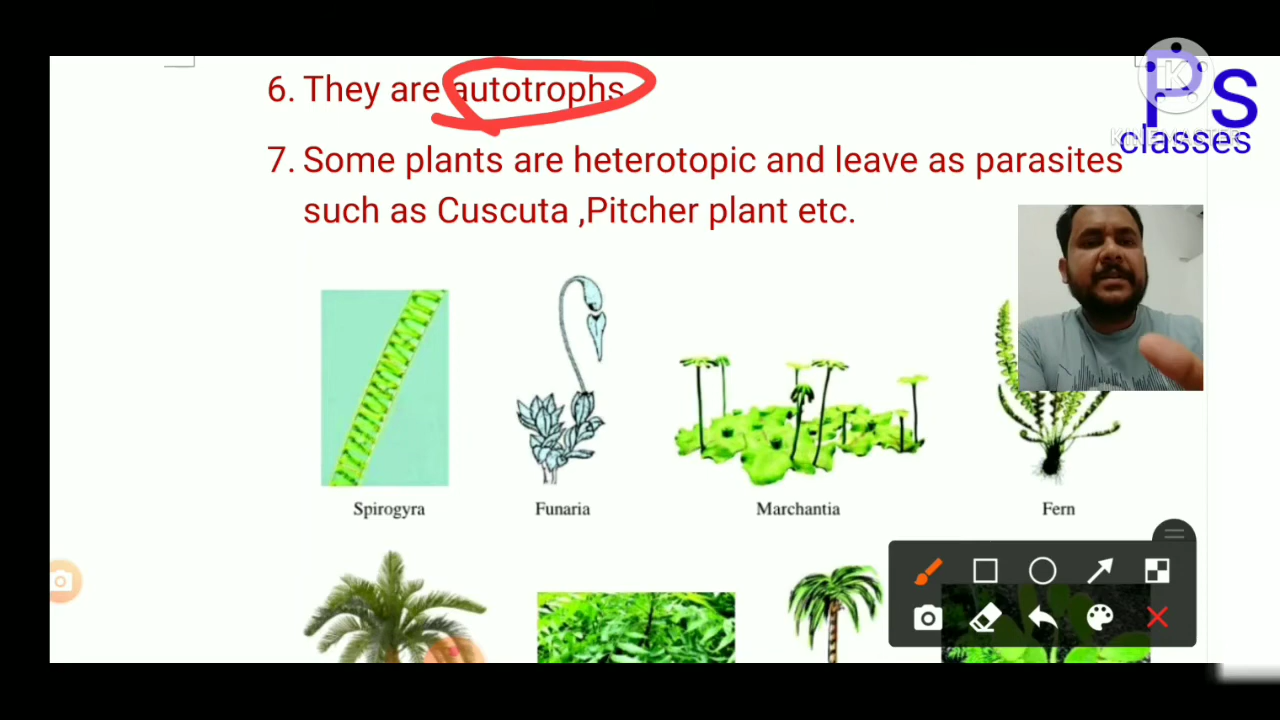 6. They are autotrophs
7. Some plants are heterotopic and leave as parasites
such as Cuscuta ,Pitcher plant etc.
PS
classes
KINEMASTER
Spirogyra
Funaria
Marchantia
Fern